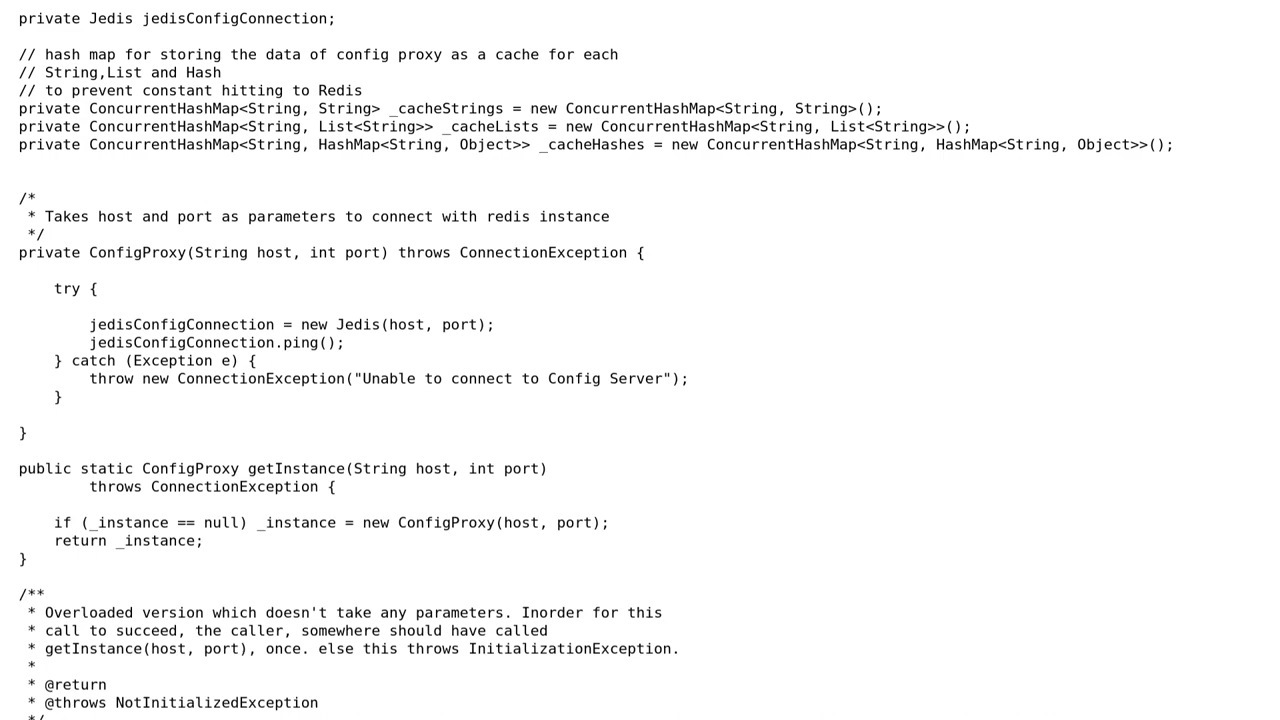 private Jedis jedisConfigConnection;
// hash map for storing the data of config proxy as a cache for each
// String,List and Hash
// to prevent constant hitting to Redis
private ConcurrentHashMap<String, String> _cacheStrings = new ConcurrentHashMap<String, String>();
private ConcurrentHashMap<String, List<String>> _cacheLists = new ConcurrentHashMap<String, List<String>>();
private ConcurrentHashMap<String, HashMap<String, Object>> _cacheHashes = new ConcurrentHashMap<String, HashMap<String, Object>>();
/*
 * Takes host and port as parameters to connect with redis instance
 */
private ConfigProxy(String host, int port) throws ConnectionException {
    try {
        jedisConfigConnection = new Jedis(host, port);
        jedisConfigConnection.ping();
    } catch (Exception e) {
        throw new ConnectionException("Unable to connect to Config Server");
    }
}
public static ConfigProxy getInstance(String host, int port)
        throws ConnectionException {
    if (_instance == null) _instance = new ConfigProxy(host, port);
    return _instance;
}
/**
 * Overloaded version which doesn't take any parameters. Inorder for this
 * call to succeed, the caller, somewhere should have called
 * getInstance(host, port), once. else this throws InitializationException.
 *
 * @return
 * @throws NotInitializedException
 */